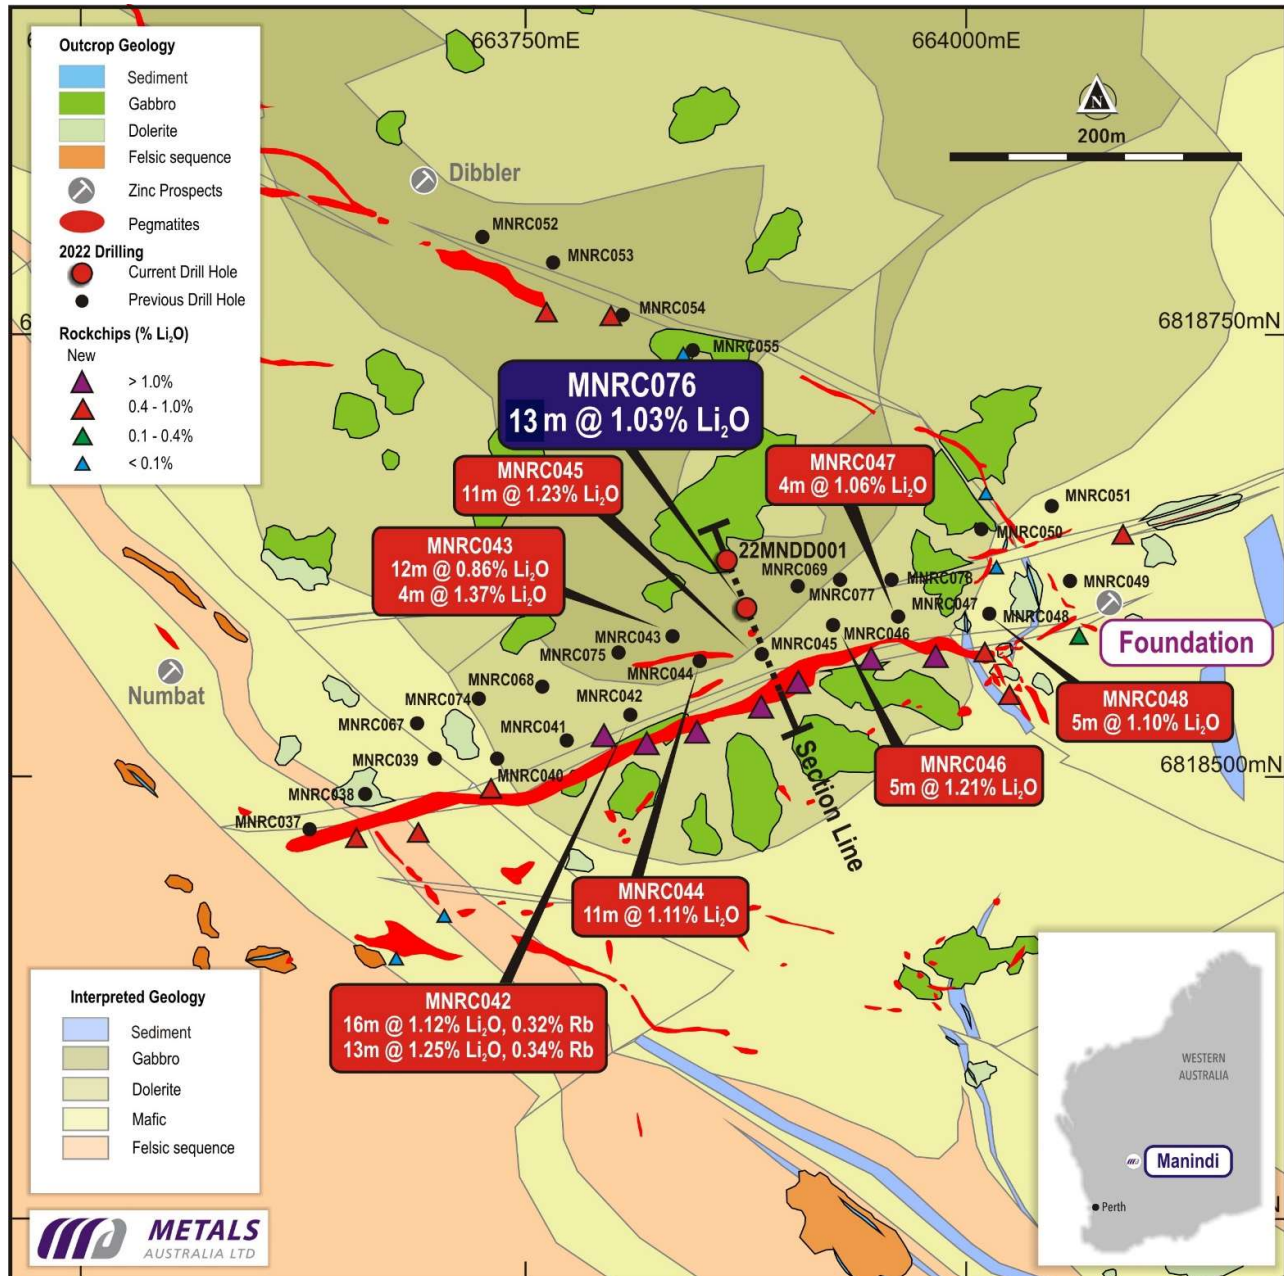 663750mE
664000mE
Outcrop Geology
Sediment
Gabbro
Dolerite
Felsic sequence
Zinc Prospects
Pegmatites
2022 Drilling
Current Drill Hole
Previous Drill Hole
Rockchips (% Li₂O)
New
> 1.0%
0.4 - 1.0%
0.1 - 0.4%
< 0.1%
N
200m
Dibbler
MNRC052
MNRC053
MNRC054
MNRC055
6818750mN
MNRC076
13 m @ 1.03% Li₂O
MNRC045
11m @ 1.23% Li₂O
MNRC047
4m @ 1.06% Li₂O
MNRC043
12m @ 0.86% Li₂O
4m @ 1.37% Li₂O
MNRC051
MNRC050
22MNDD001
MNRC069
MNRC077
MNRC078
MNRC049
MNRC047
MNRC048
MNRC043
MNRC045
MNRC046
MNRC075
MNRC044
Foundation
Numbat
MNRC068
MNRC074
MNRC042
MNRC067
MNRC041
MNRC039
MNRC040
MNRC038
MNRC037
MNRC048
5m @ 1.10% Li₂O
MNRC046
5m @ 1.21% Li₂O
6818500mN
Section Line
MNRC044
11m @ 1.11% Li₂O
MNRC042
16m @ 1.12% Li₂O, 0.32% Rb
13m @ 1.25% Li₂O, 0.34% Rb
Interpreted Geology
Sediment
Gabbro
Dolerite
Mafic
Felsic sequence
WESTERN
AUSTRALIA
Manindi
Perth
METALS
AUSTRALIA LTD